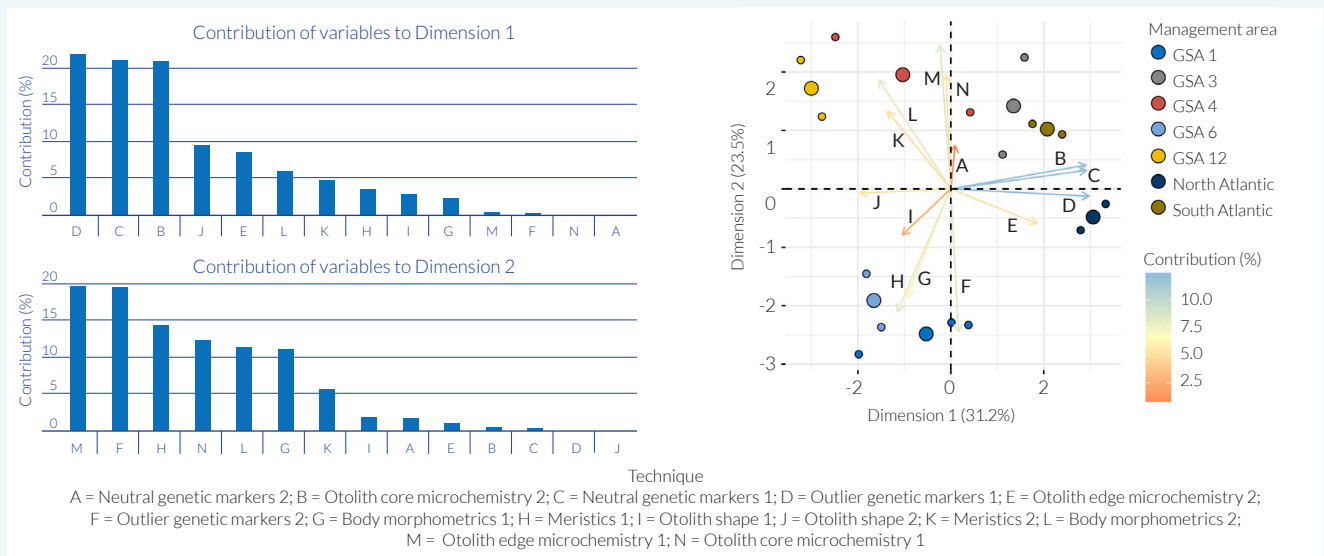 Contribution of variables to Dimension 1
Contribution (%)
20
15
10
5
0
D C B J E L K H I G M F N A
Contribution of variables to Dimension 2
Contribution (%)
20
15
10
5
0
M F H N L G K I A E B C D J
Dimension 2 (23.5%)
2
1
0
-1
-2
-3
M
N
L
K
A
B
C
J
I
D
E
H
G
F
-2 0 2
Dimension 1 (31.2%)
Management area
GSA 1
GSA 3
GSA 4
GSA 6
GSA 12
North Atlantic
South Atlantic
Contribution (%)
10.0
7.5
5.0
2.5
Technique
A = Neutral genetic markers 2; B = Otolith core microchemistry 2; C = Neutral genetic markers 1; D = Outlier genetic markers 1; E = Otolith edge microchemistry 2;
F = Outlier genetic markers 2; G = Body morphometrics 1; H = Meristics 1; I = Otolith shape 1; J = Otolith shape 2; K = Meristics 2; L = Body morphometrics 2;
M = Otolith edge microchemistry 1; N = Otolith core microchemistry 1